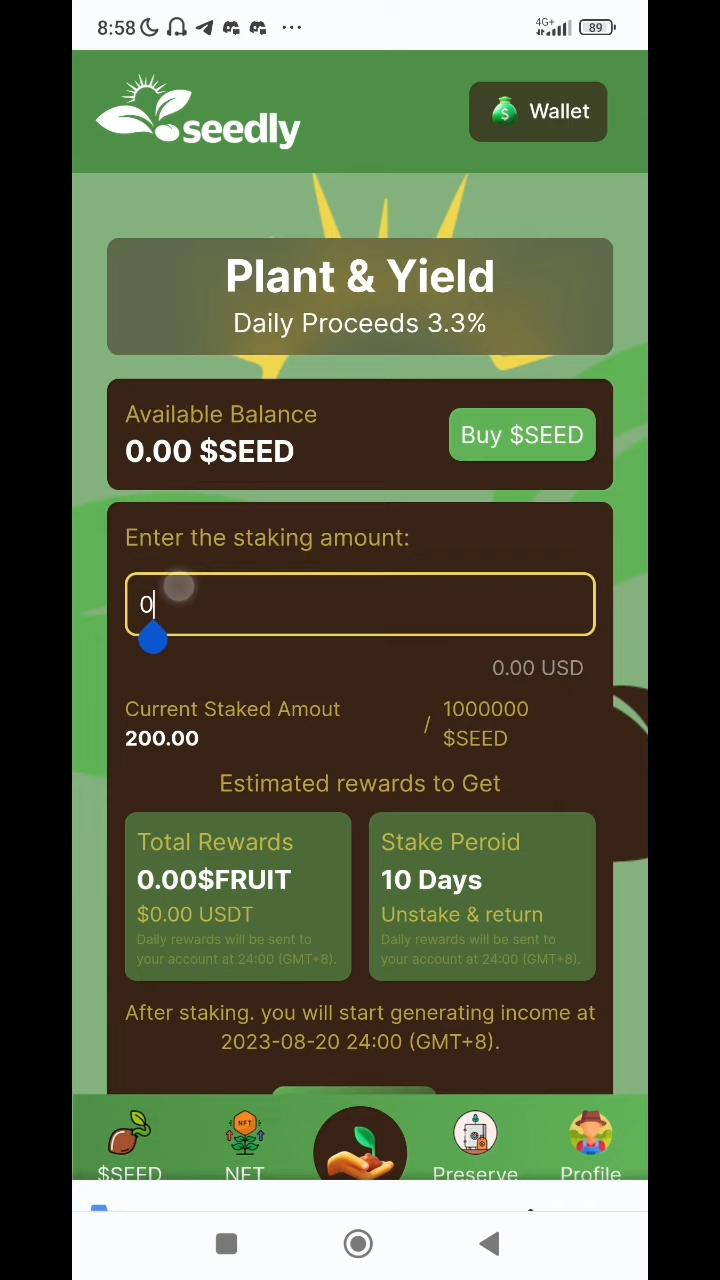 8:58
4G+
89
seedly
Wallet
Plant & Yield
Daily Proceeds 3.3%
Available Balance
0.00 $SEED
Buy $SEED
Enter the staking amount:
0
0.00 USD
Current Staked Amout
200.00
/
1000000
$SEED
Estimated rewards to Get
Total Rewards
0.00$FRUIT
$0.00 USDT
Daily rewards will be sent to
your account at 24:00 (GMT+8).
Stake Peroid
10 Days
Unstake & return
Daily rewards will be sent to
your account at 24:00 (GMT+8).
After staking. you will start generating income at
2023-08-20 24:00 (GMT+8).
$SEED
NFT
NFT
Preserve
Profile